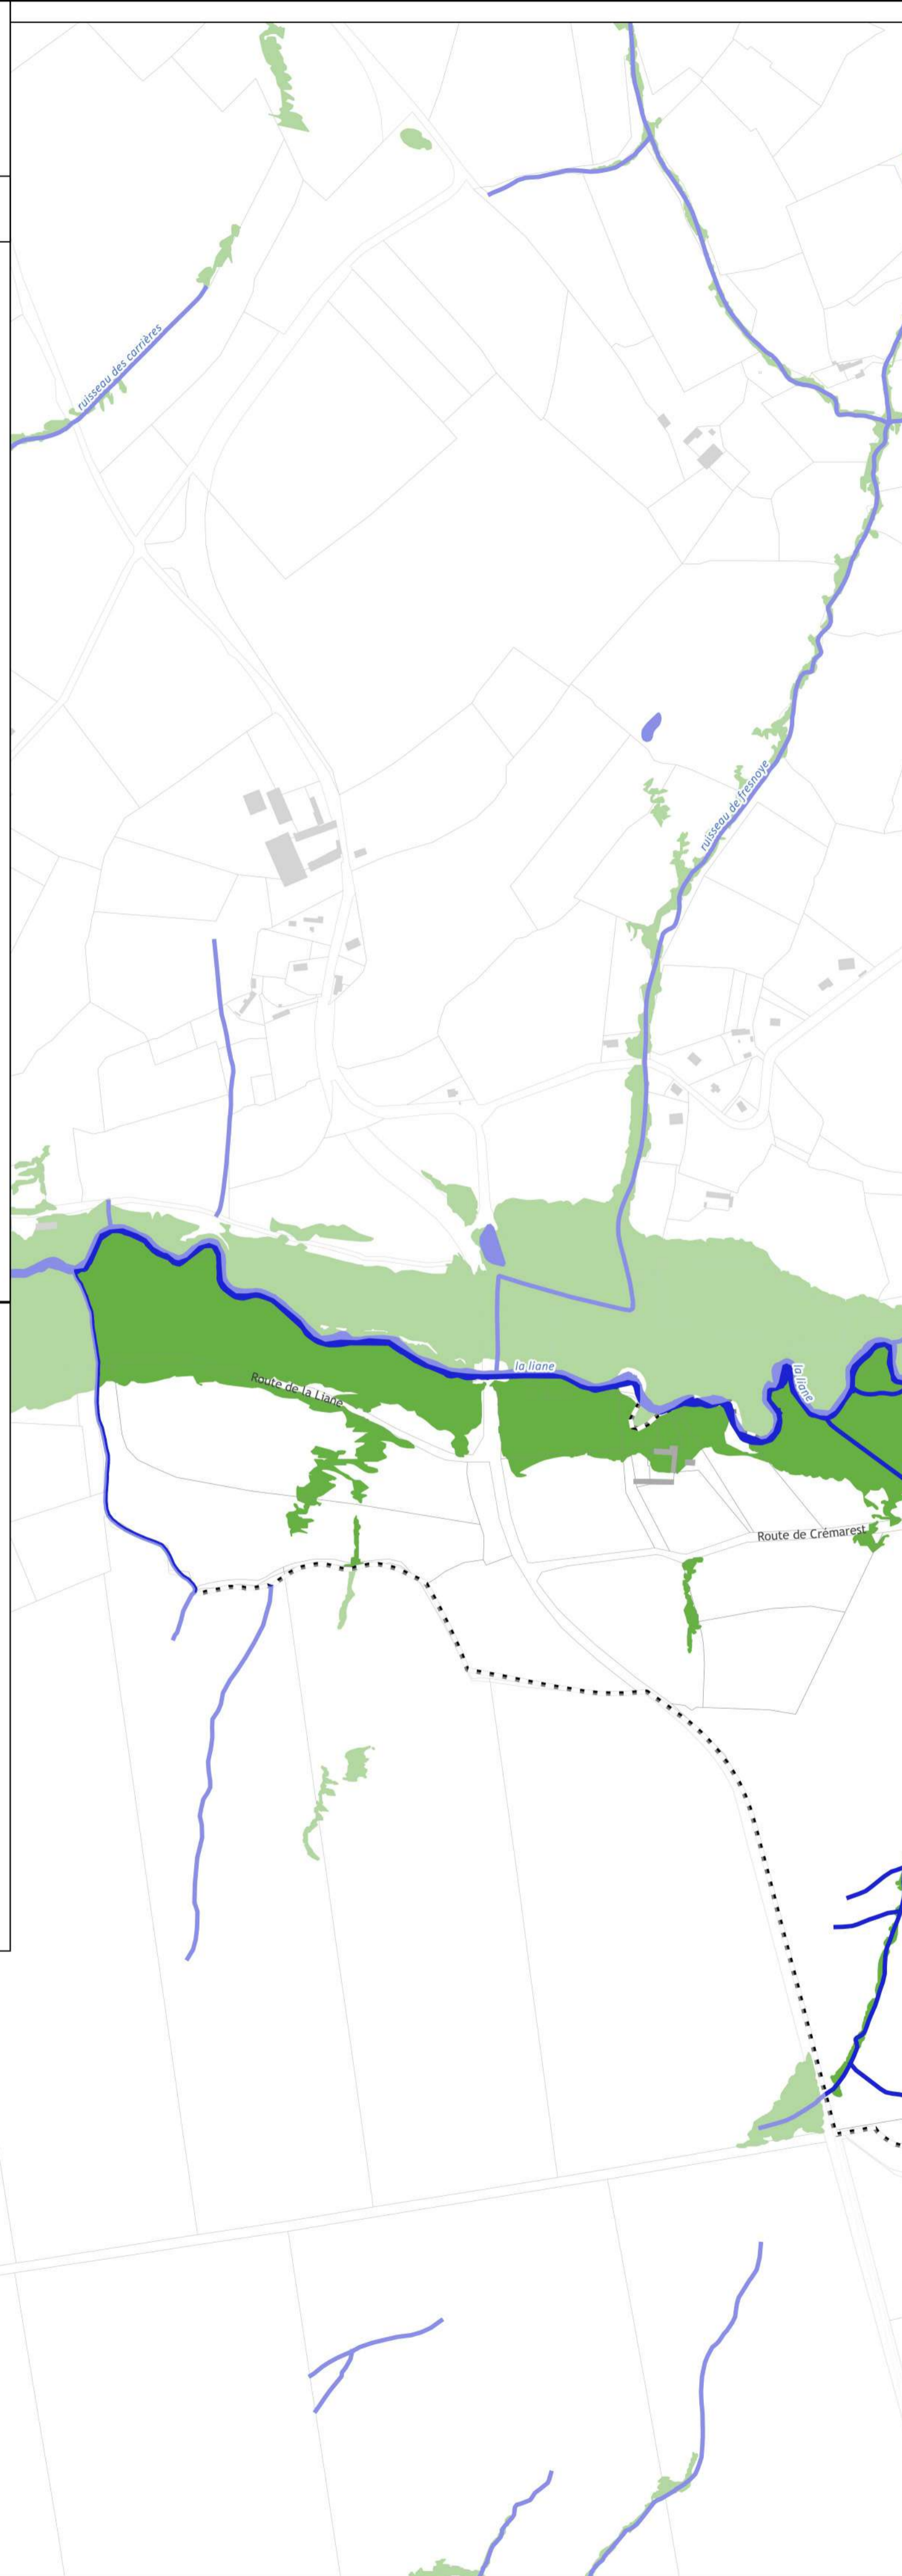 ruisseau des carrières
ruisseau de fresnoye
la liane
la liane
Route de la Liane
Route de Crémarest